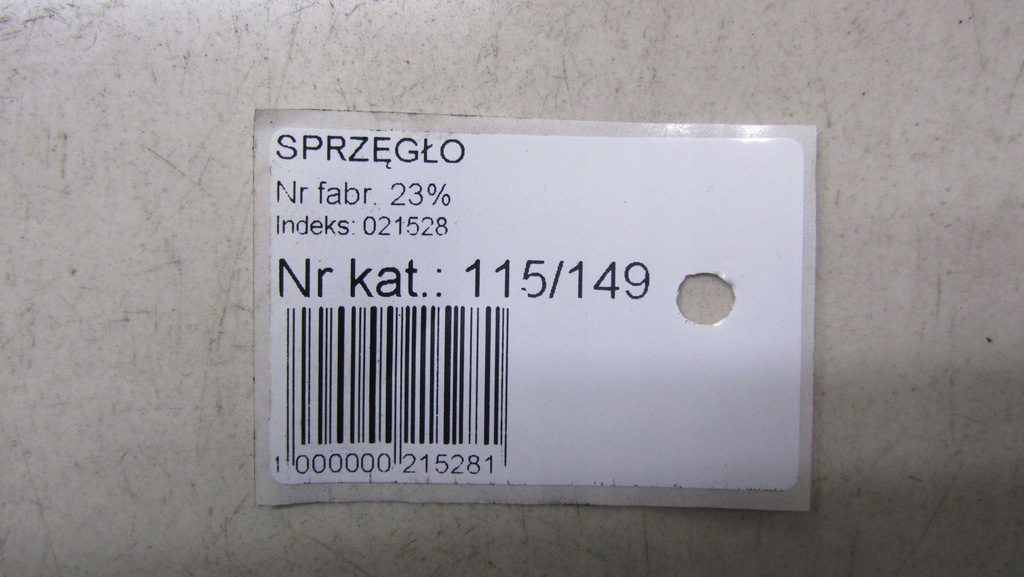 SPRZĘGŁO
Nr fabr. 23%
Indeks: 021528
Nr kat.: 115/149
1 000000 215281